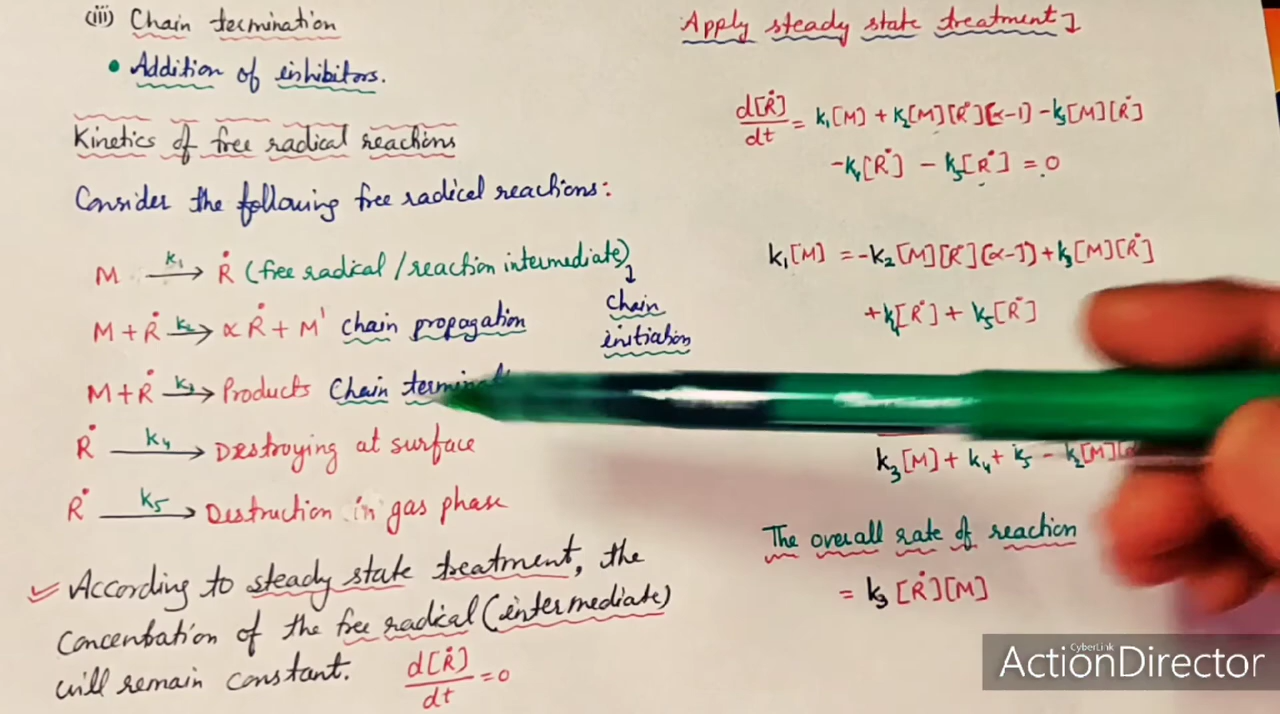 (iii) Chain termination
• Addition of inhibitors.
Kinetics of free radical reactions
Consider the following free radical reactions:
M —k₁→ Ṙ (free radical / reaction intermediate)
↓
Chain
initiation
M + Ṙ —k₂→ ∝ Ṙ + M' Chain propagation
M + Ṙ —k₃→ Products Chain
Ṙ —k₄→ Destroying at surface
Ṙ —k₅→ Destruction in gas phase
According to steady state treatment, the
Concentration of the free radical (intermediate)
will remain constant. d[Ṙ]/dt = 0
Apply steady state treatment
d[Ṙ]/dt = k₁[M] + k₂[M][Ṙ](∝-1) - k₃[M][Ṙ]
- k₄[Ṙ] - k₅[Ṙ] = 0
k₁[M] = -k₂[M][Ṙ](∝-1) + k₃[M][Ṙ]
+ k₄[Ṙ] + k₅[Ṙ]
k₃[M] + k₄ + k₅ - k₂[M]
The overall rate of reaction
= k₃[Ṙ][M]
CyberLink
ActionDirector